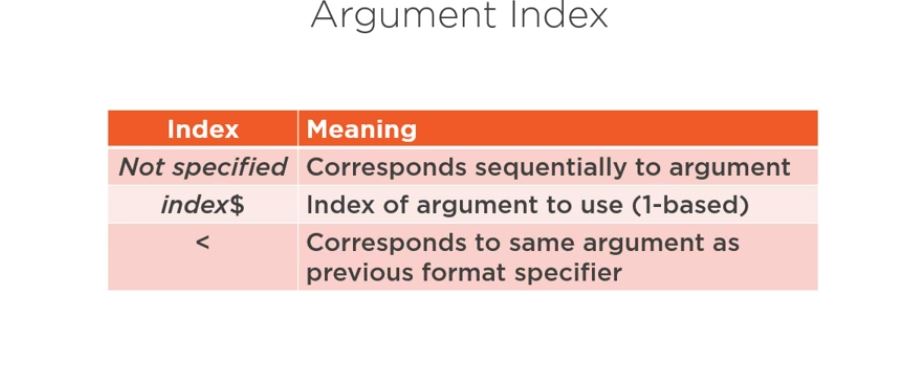 Argument Index
Index Meaning
Not specified Corresponds sequentially to argument
index$ Index of argument to use (1-based)
< Corresponds to same argument as
previous format specifier